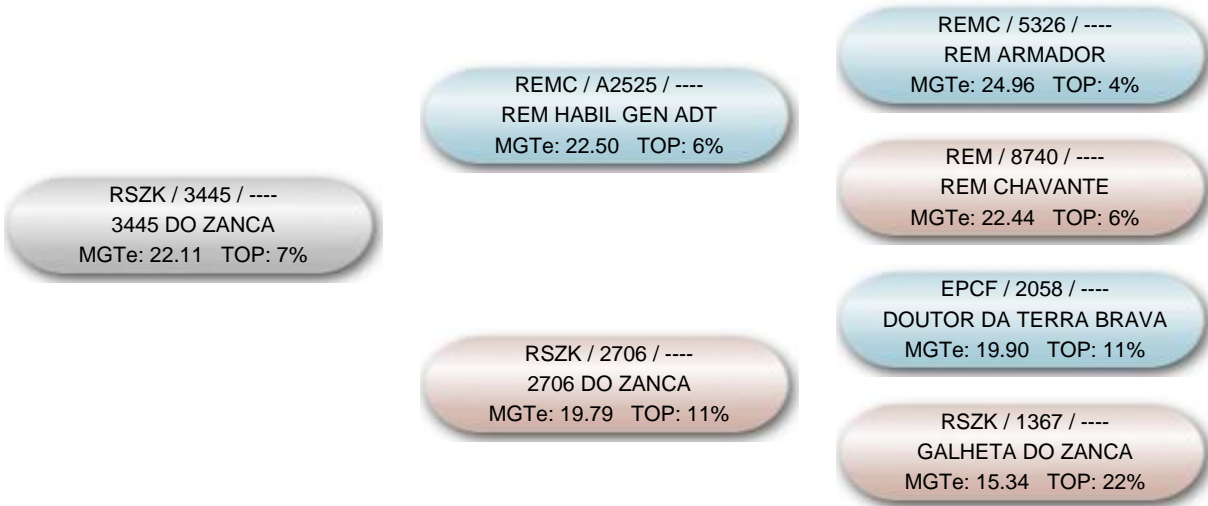 REMC / 5326 / ----
REM ARMADOR
MGTe: 24.96 TOP: 4%
REMC / A2525 / ----
REM HABIL GEN ADT
MGTe: 22.50 TOP: 6%
REM / 8740 / ----
REM CHAVANTE
MGTe: 22.44 TOP: 6%
RSZK / 3445 / ----
3445 DO ZANCA
MGTe: 22.11 TOP: 7%
EPCF / 2058 / ----
DOUTOR DA TERRA BRAVA
MGTe: 19.90 TOP: 11%
RSZK / 2706 / ----
2706 DO ZANCA
MGTe: 19.79 TOP: 11%
RSZK / 1367 / ----
GALHETA DO ZANCA
MGTe: 15.34 TOP: 22%